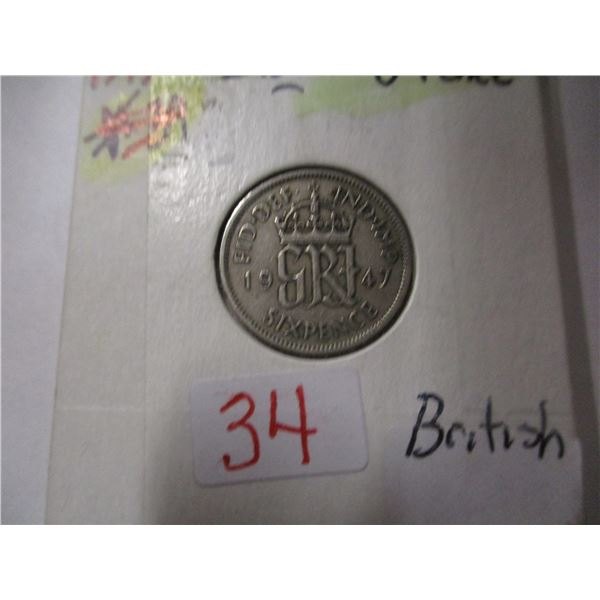 FID·DEF IND·IMP
19 GRI 47
SIXPENCE
34
British